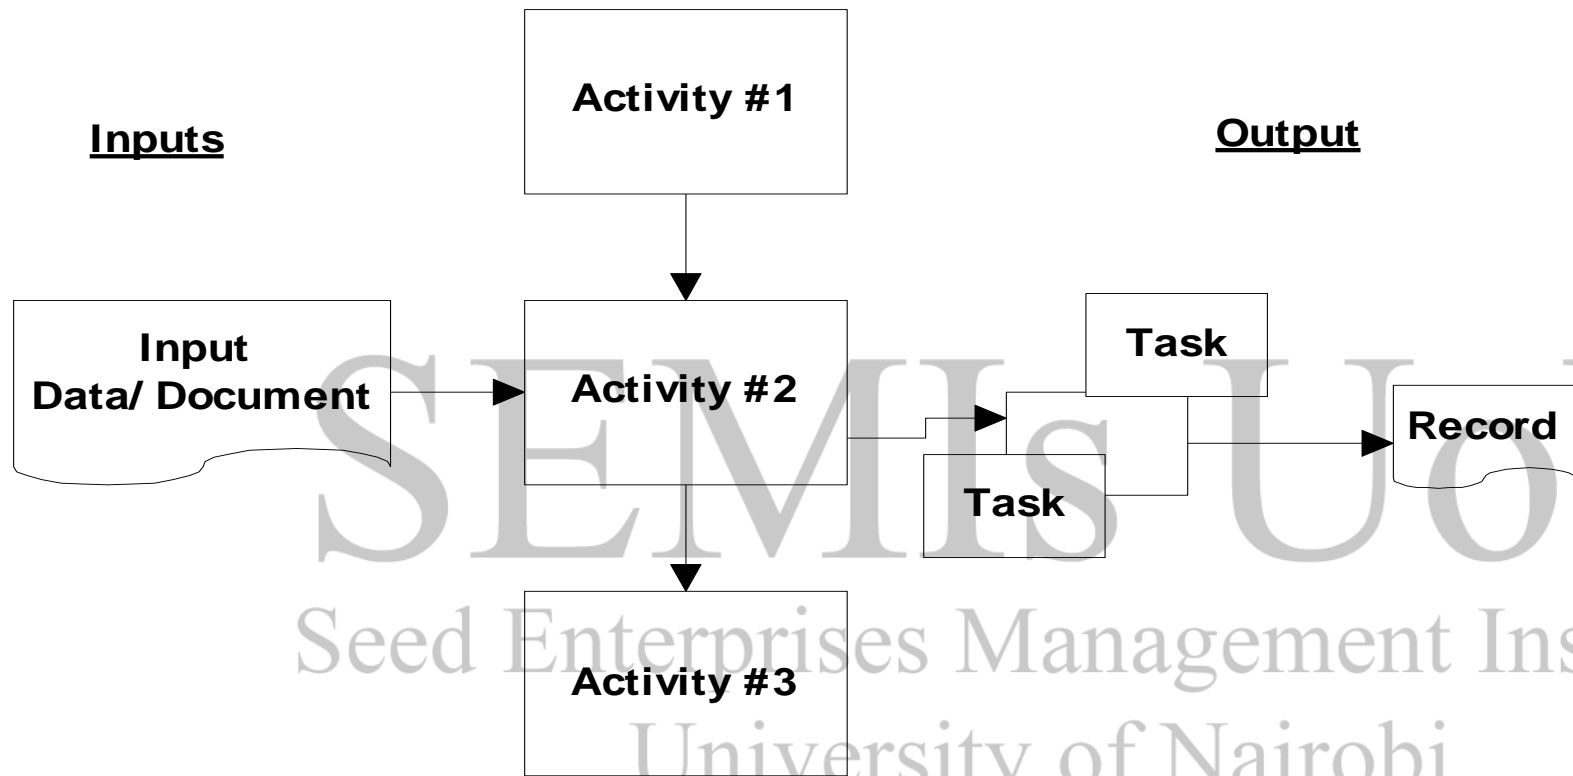 Activity #1
Inputs
Output
Input
Data/ Document
Activity #2
Task
Task
Record
Activity #3
SEMIs Uo
Seed Enterprises Management Ins
University of Nairobi